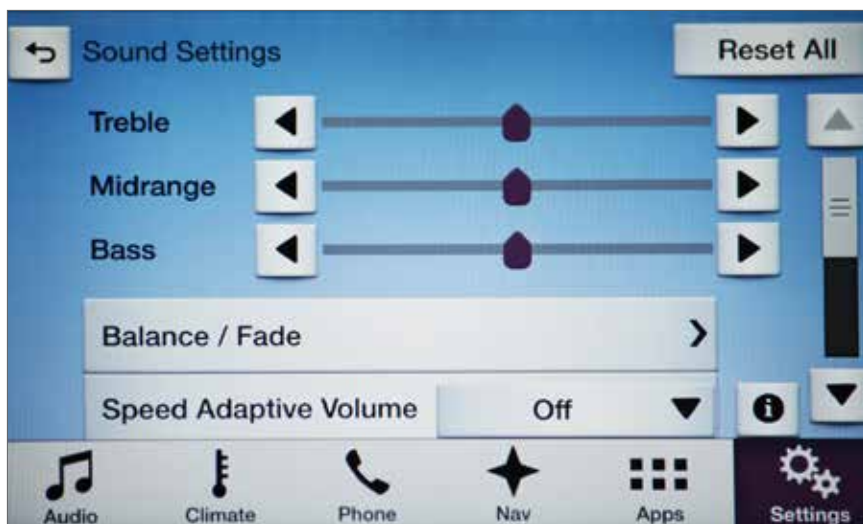 Sound Settings
Reset All
Treble
Midrange
Bass
Balance / Fade
Speed Adaptive Volume
Off
Audio
Climate
Phone
Nav
Apps
Settings